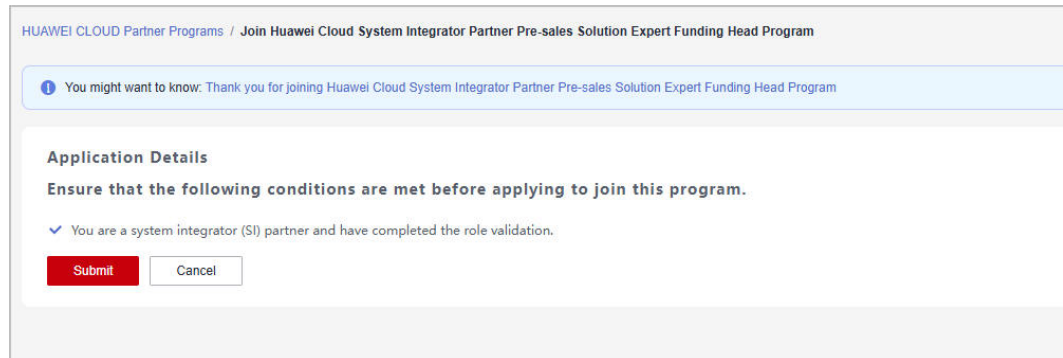 HUAWEI CLOUD Partner Programs / Join Huawei Cloud System Integrator Partner Pre-sales Solution Expert Funding Head Program
You might want to know: Thank you for joining Huawei Cloud System Integrator Partner Pre-sales Solution Expert Funding Head Program
Application Details
Ensure that the following conditions are met before applying to join this program.
You are a system integrator (SI) partner and have completed the role validation.
Submit Cancel